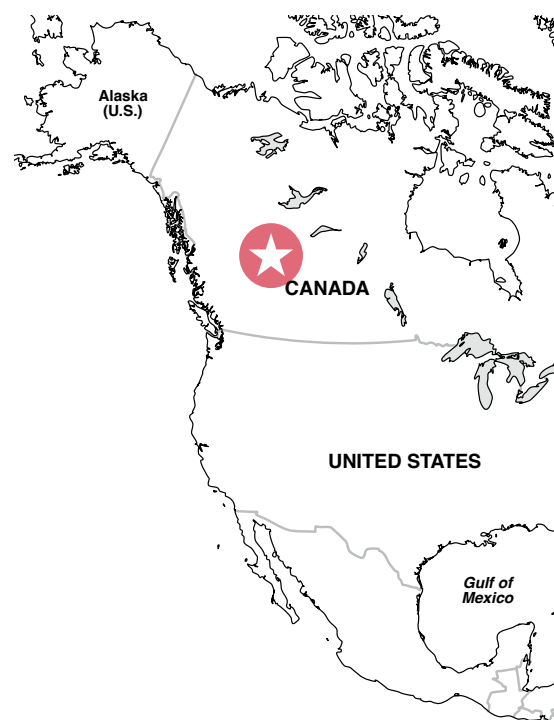 Alaska
(U.S.)
CANADA
UNITED STATES
Gulf of
Mexico